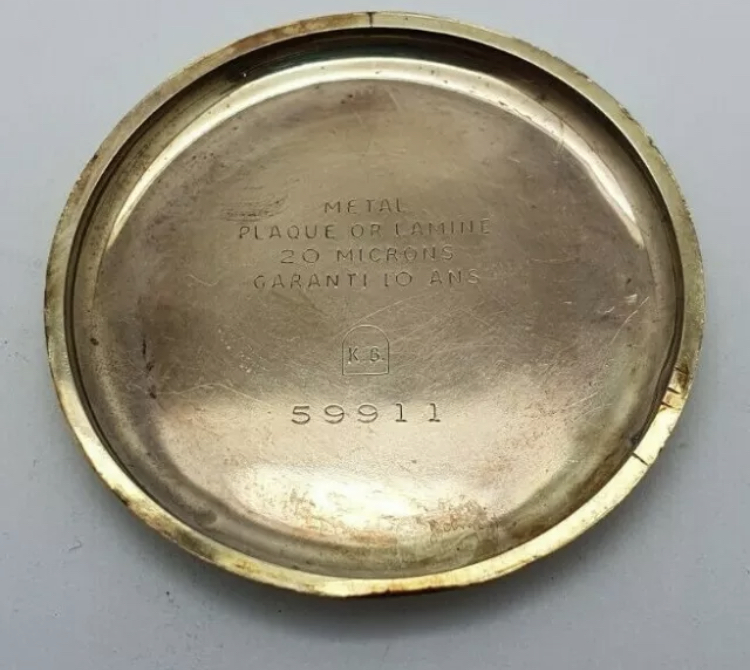 METAL
PLAQUE OR LAMINE
20 MICRONS
GARANTI 10 ANS
K. B.
59911